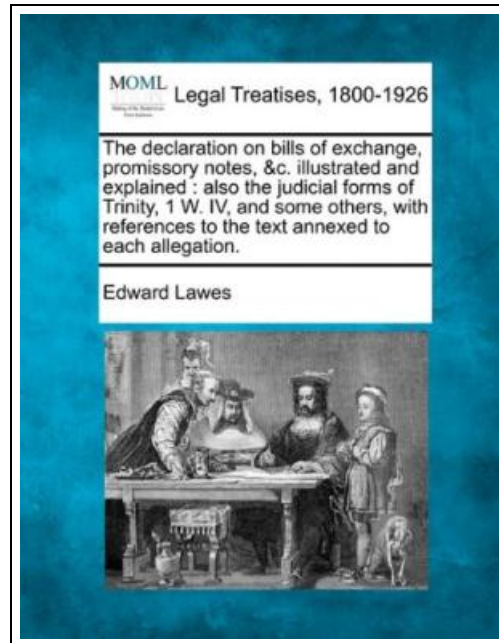 MOML
Legal Treatises, 1800-1926
The declaration on bills of exchange,
promissory notes, &c. illustrated and
explained : also the judicial forms of
Trinity, 1 W. IV, and some others, with
references to the text annexed to
each allegation.
Edward Lawes